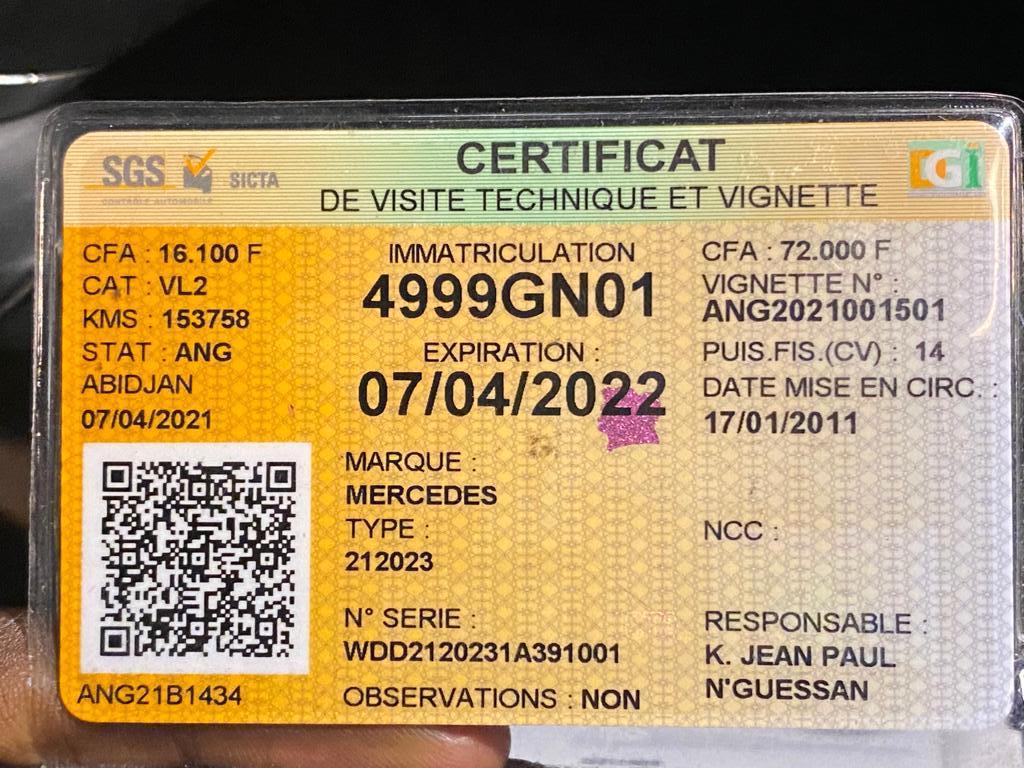 SGS SICTA
CONTRÔLE AUTOMOBILE
CERTIFICAT
DE VISITE TECHNIQUE ET VIGNETTE
DGI
CFA : 16.100 F
CAT : VL2
KMS : 153758
STAT : ANG
ABIDJAN
07/04/2021
ANG21B1434
IMMATRICULATION
4999GN01
EXPIRATION :
07/04/2022
MARQUE :
MERCEDES
TYPE :
212023
N° SERIE :
WDD2120231A391001
OBSERVATIONS : NON
CFA : 72.000 F
VIGNETTE N° :
ANG2021001501
PUIS.FIS.(CV) : 14
DATE MISE EN CIRC. :
17/01/2011
NCC :
RESPONSABLE :
K. JEAN PAUL
N'GUESSAN